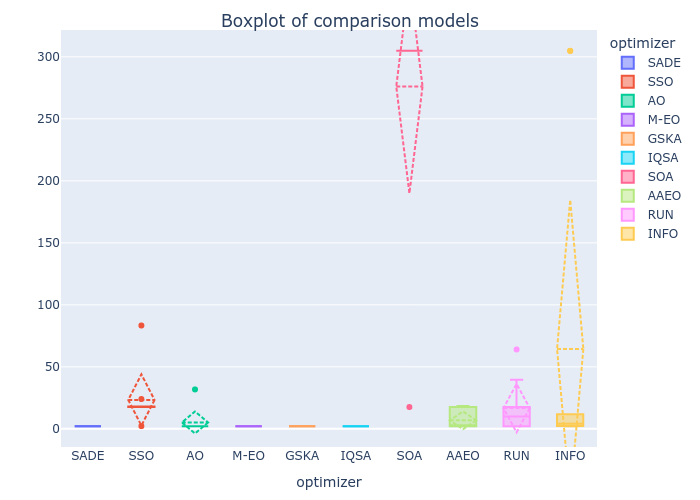 Boxplot of comparison models
optimizer
SADE
SSO
AO
M-EO
GSKA
IQSA
SOA
AAEO
RUN
INFO
300
250
200
150
100
50
0
SADE SSO AO M-EO GSKA IQSA SOA AAEO RUN INFO
optimizer